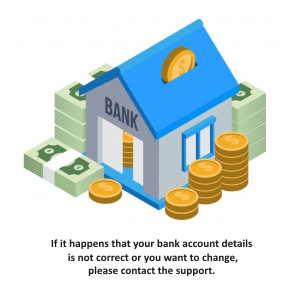 BANK
If it happens that your bank account details
is not correct or you want to change,
please contact the support.